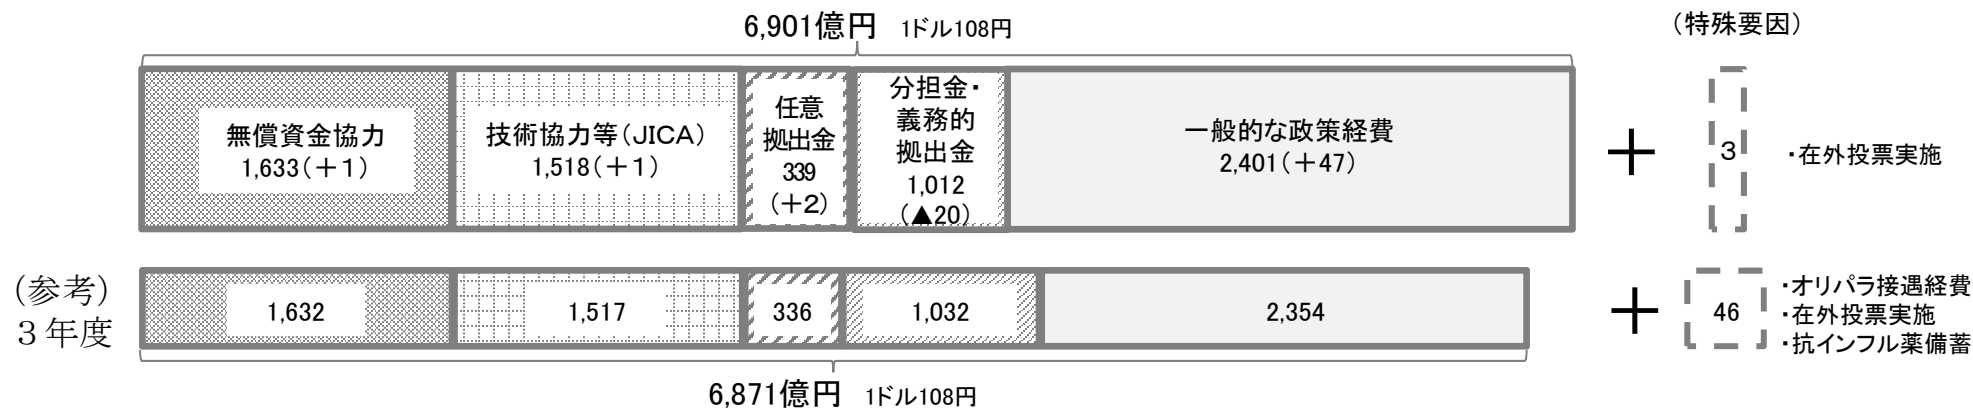 6,901億円 1ドル108円
(特殊要因)
無償資金協力
1,633(＋1)
技術協力等(JICA)
1,518(＋1)
任意
拠出金
339
(＋2)
分担金・
義務的
拠出金
1,012
(▲20)
一般的な政策経費
2,401(＋47)
＋
3
・在外投票実施
(参考)
３年度
1,632
1,517
336
1,032
2,354
＋
46
・オリパラ接遇経費
・在外投票実施
・抗インフル薬備蓄
6,871億円 1ドル108円